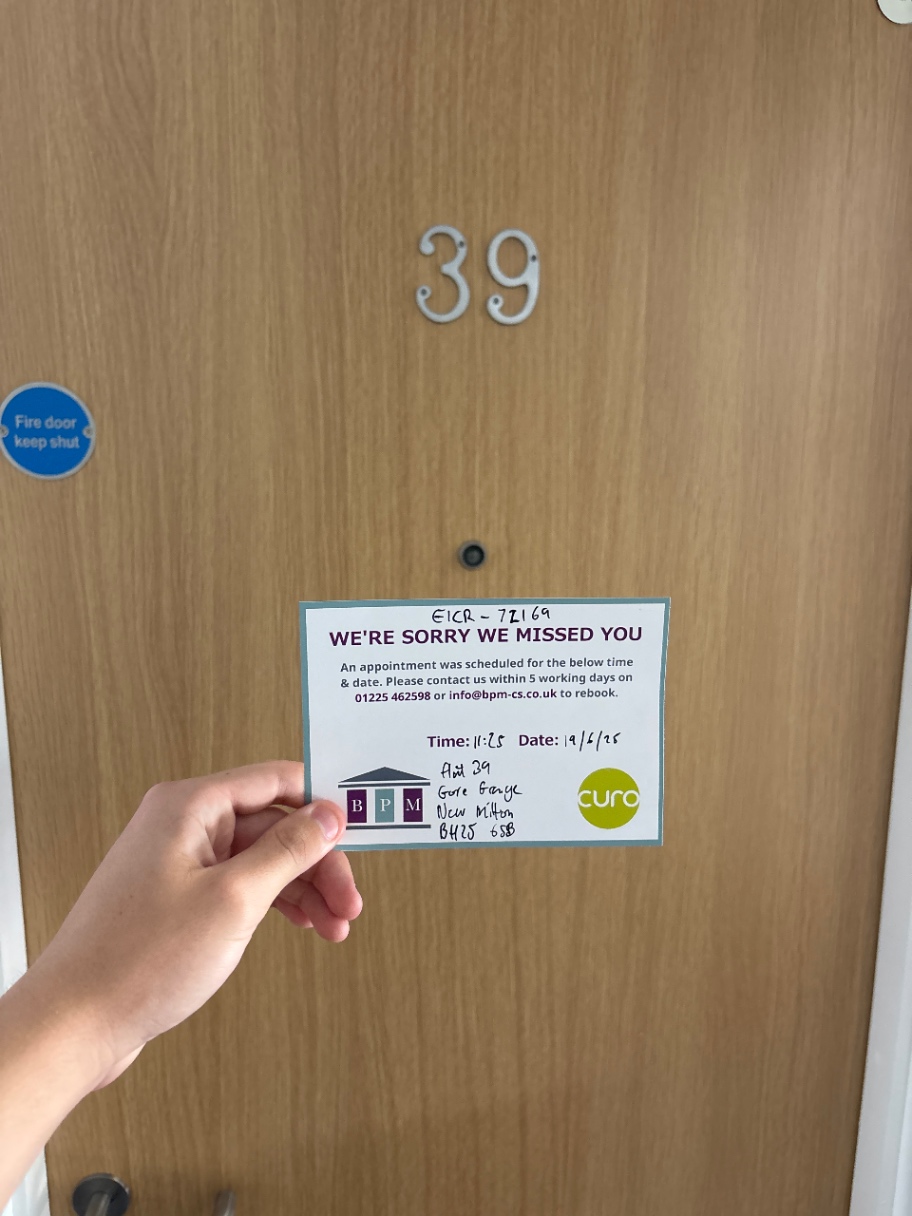 39
Fire door
keep shut
EICR - 72169
WE'RE SORRY WE MISSED YOU
An appointment was scheduled for the below time
& date. Please contact us within 5 working days on
01225 462598 or info@bpm-cs.co.uk to rebook.
Time: 11:25 Date: 19/6/25
Flat 39
Gore Grange
New Milton
BH25 6SB
B P M
curo